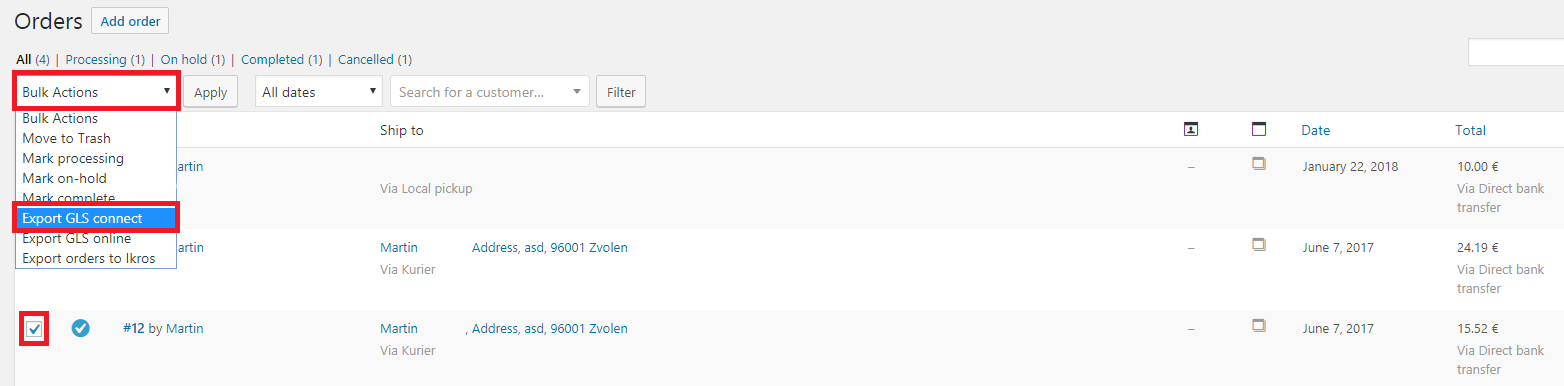 Orders Add order
All (4) | Processing (1) | On hold (1) | Completed (1) | Cancelled (1)
Bulk Actions Apply All dates Search for a customer... Filter
Bulk Actions
Move to Trash
Mark processing
Mark on-hold
Mark complete
Export GLS connect
Export GLS online
Export orders to Ikros
Ship to Date Total
artin – January 22, 2018 10.00 €
Via Local pickup Via Direct bank
transfer
artin Martin Address, asd, 96001 Zvolen – June 7, 2017 24.19 €
Via Kurier Via Direct bank
transfer
#12 by Martin Martin , Address, asd, 96001 Zvolen – June 7, 2017 15.52 €
Via Kurier Via Direct bank
transfer